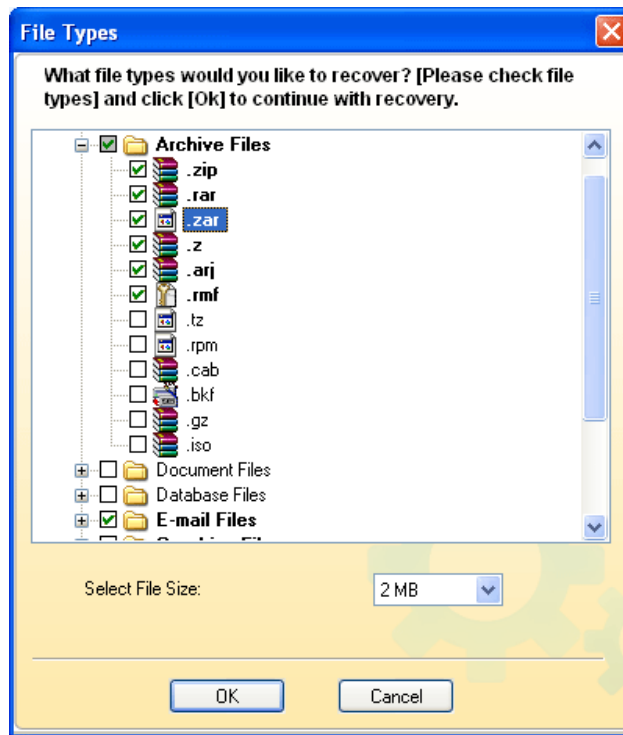 File Types
What file types would you like to recover? [Please check file
types] and click [Ok] to continue with recovery.
Archive Files
.zip
.rar
.zar
.z
.arj
.rmf
.tz
.rpm
.cab
.bkf
.gz
.iso
Document Files
Database Files
E-mail Files
Select File Size:
2 MB
OK
Cancel